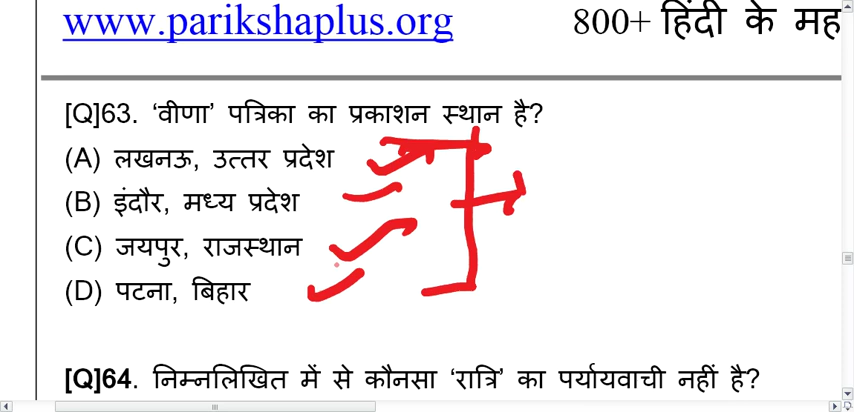 www.parikshaplus.org 800+ हिंदी के मह
[Q]63. ‘वीणा’ पत्रिका का प्रकाशन स्थान है?
(A) लखनऊ, उत्तर प्रदेश
(B) इंदौर, मध्य प्रदेश
(C) जयपुर, राजस्थान
(D) पटना, बिहार
[Q]64. निम्नलिखित में से कौनसा ‘रात्रि’ का पर्यायवाची नहीं है?